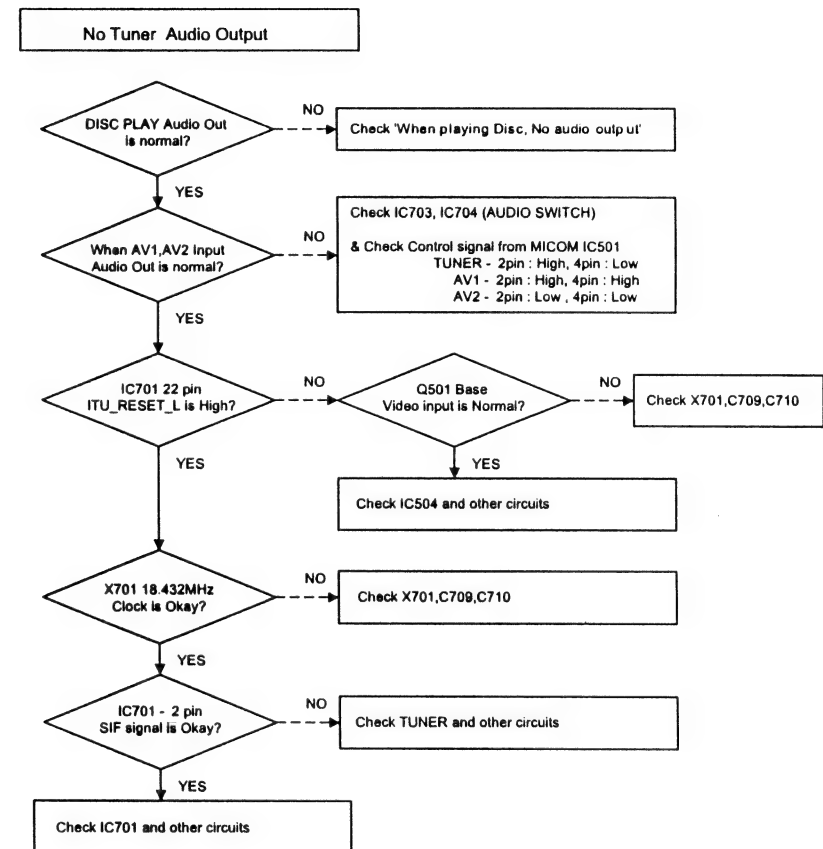 No Tuner Audio Output
DISC PLAY Audio Out
is normal?
NO
Check 'When playing Disc, No audio output'
YES
When AV1,AV2 Input
Audio Out is normal?
NO
Check IC703, IC704 (AUDIO SWITCH)
& Check Control signal from MICOM IC501
TUNER - 2pin : High, 4pin : Low
AV1 - 2pin : High, 4pin : High
AV2 - 2pin : Low , 4pin : Low
YES
IC701 22 pin
ITU_RESET_L is High?
NO
Q501 Base
Video input is Normal?
NO
Check X701,C709,C710
YES
YES
Check IC504 and other circuits
X701 18.432MHz
Clock is Okay?
NO
Check X701,C709,C710
YES
IC701 - 2 pin
SIF signal is Okay?
NO
Check TUNER and other circuits
YES
Check IC701 and other circuits